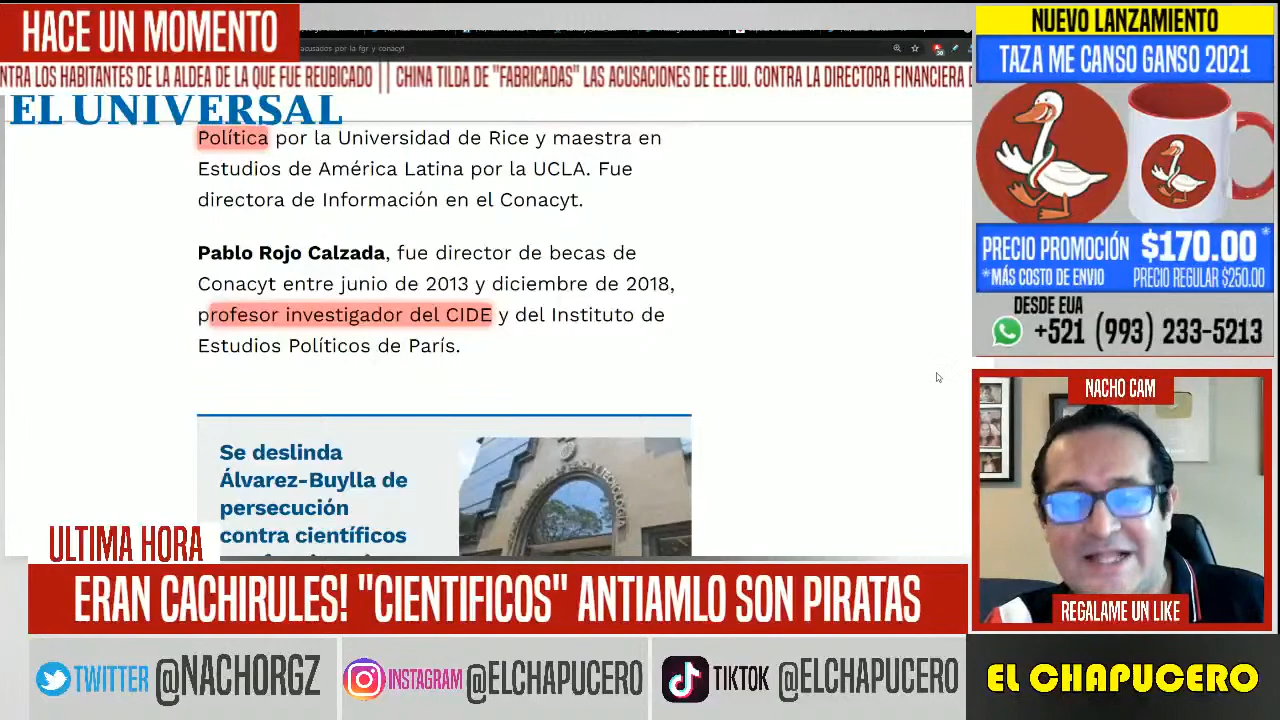 HACE UN MOMENTO
acusados por la fgr y conacyt
NTRA LOS HABITANTES DE LA ALDEA DE LA QUE FUE REUBICADO || CHINA TILDA DE "FABRICADAS" LAS ACUSACIONES DE EE.UU. CONTRA LA DIRECTORA FINANCIERA
EL UNIVERSAL
Política por la Universidad de Rice y maestra en
Estudios de América Latina por la UCLA. Fue
directora de Información en el Conacyt.
Pablo Rojo Calzada, fue director de becas de
Conacyt entre junio de 2013 y diciembre de 2018,
profesor investigador del CIDE y del Instituto de
Estudios Políticos de París.
Se deslinda
Álvarez-Buylla de
persecución
contra científicos
ULTIMA HORA
ERAN CACHIRULES! "CIENTIFICOS" ANTIAMLO SON PIRATAS
TWITTER @NACHORGZ
INSTAGRAM @ELCHAPUCERO
TIKTOK @ELCHAPUCERO
NUEVO LANZAMIENTO
TAZA ME CANSO GANSO 2021
PRECIO PROMOCIÓN $170.00*
*MÁS COSTO DE ENVIO PRECIO REGULAR $250.00
DESDE EUA
+521 (993) 233-5213
NACHO CAM
REGALAME UN LIKE
EL CHAPUCERO